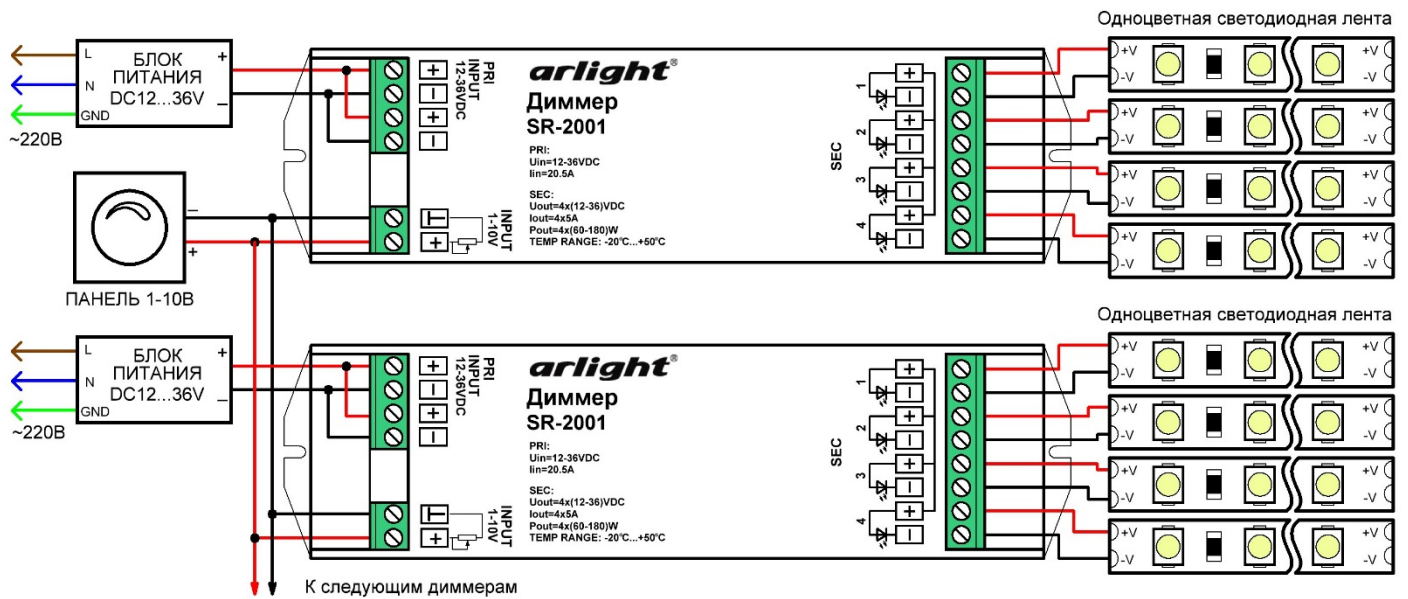 Одноцветная светодиодная лента
L
N
GND
БЛОК
ПИТАНИЯ
DC12...36V
+
–
~220В
–
+
ПАНЕЛЬ 1-10В
+
–
+
–
PRI
INPUT
12-36VDC
+
INPUT
1-10V
arlight®
Диммер
SR-2001
PRI:
Uin=12-36VDC
Iin=20.5A
SEC:
Uout=4x(12-36)VDC
Iout=4x5A
Pout=4x(60-180)W
TEMP RANGE: -20°C...+50°C
SEC
1
+
–
2
+
–
3
+
–
4
+
–
+V +V
-V -V
+V +V
-V -V
+V +V
-V -V
+V +V
-V -V
Одноцветная светодиодная лента
L
N
GND
БЛОК
ПИТАНИЯ
DC12...36V
+
–
~220В
+
–
+
–
PRI
INPUT
12-36VDC
+
INPUT
1-10V
arlight®
Диммер
SR-2001
PRI:
Uin=12-36VDC
Iin=20.5A
SEC:
Uout=4x(12-36)VDC
Iout=4x5A
Pout=4x(60-180)W
TEMP RANGE: -20°C...+50°C
SEC
1
+
–
2
+
–
3
+
–
4
+
–
+V +V
-V -V
+V +V
-V -V
+V +V
-V -V
+V +V
-V -V
К следующим диммерам